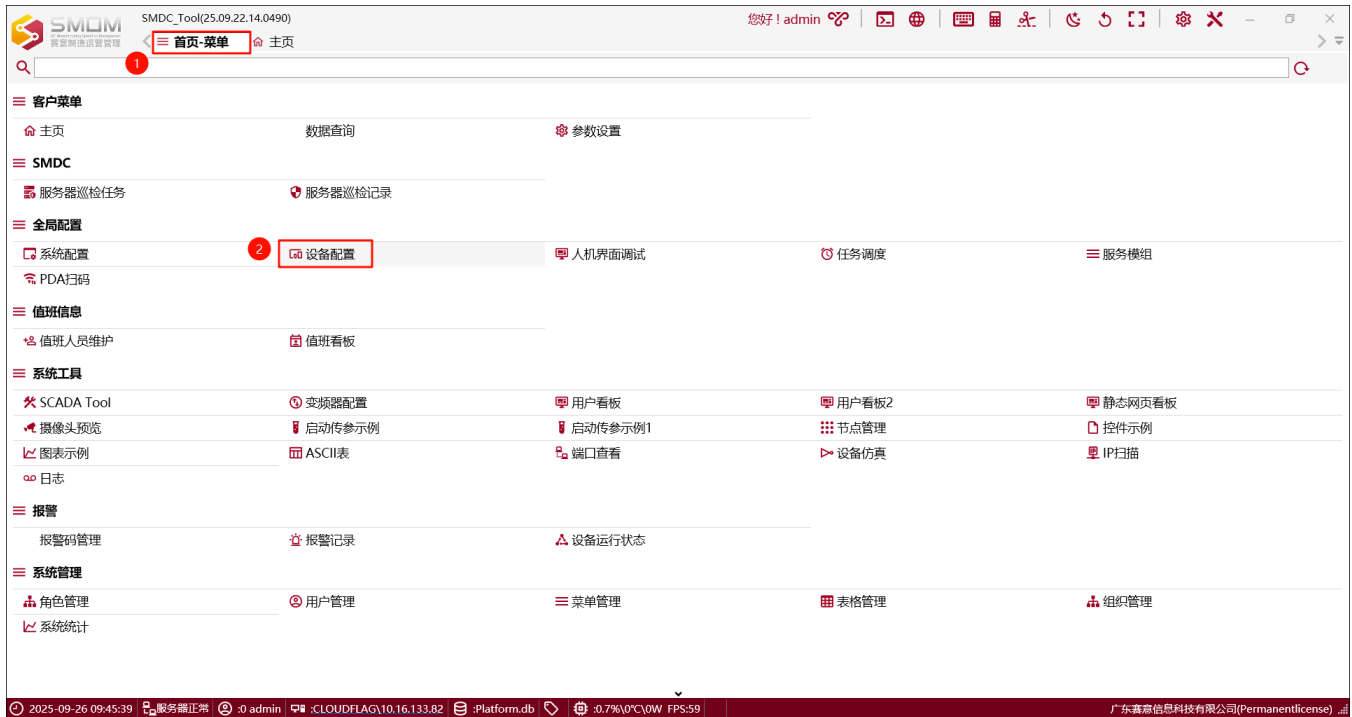 SMOM
赛意制造运营管理
SMDC_Tool(25.09.22.14.0490)
您好！admin
首页-菜单 主页
1
客户菜单
主页 数据查询 参数设置
SMDC
服务器巡检任务 服务器巡检记录
全局配置
系统配置 2 设备配置 人机界面调试 任务调度 服务模组
PDA扫码
值班信息
值班人员维护 值班看板
系统工具
SCADA Tool 变频器配置 用户看板 用户看板2 静态网页看板
摄像头预览 启动传参示例 启动传参示例1 节点管理 控件示例
图表示例 ASCII表 端口查看 设备仿真 IP扫描
日志
报警
报警码管理 报警记录 设备运行状态
系统管理
角色管理 用户管理 菜单管理 表格管理 组织管理
系统统计
2025-09-26 09:45:39 服务器正常 :0 admin :CLOUDFLAG\10.16.133.82 :Platform.db :0.7%\0°C\0W FPS:59 广东赛意信息科技有限公司(Permanentlicense)